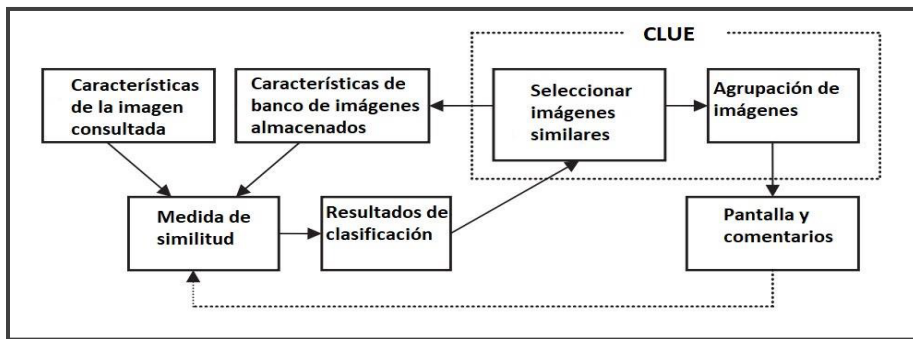 CLUE
Características
de la imagen
consultada
Características de
banco de imágenes
almacenados
Seleccionar
imágenes
similares
Agrupación de
imágenes
Medida de
similitud
Resultados de
clasificación
Pantalla y
comentarios